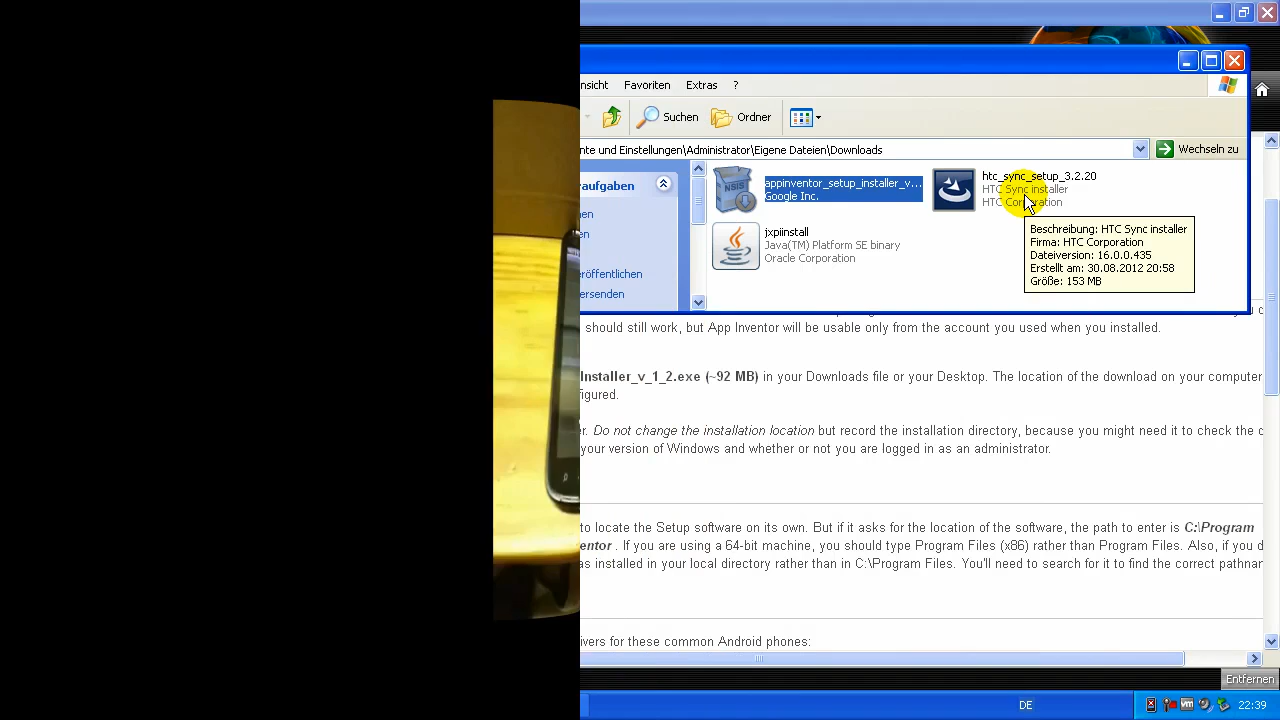 nsicht Favoriten Extras ?
Suchen Ordner
nte und Einstellungen\Administrator\Eigene Dateien\Downloads Wechseln zu
raufgaben
en
en
eröffentlichen
ersenden
appinventor_setup_installer_v...
Google Inc.
htc_sync_setup_3.2.20
HTC Sync installer
HTC Corporation
jxpiinstall
Java(TM) Platform SE binary
Oracle Corporation
Beschreibung: HTC Sync installer
Firma: HTC Corporation
Dateiversion: 16.0.0.435
Erstellt am: 30.08.2012 20:58
Größe: 153 MB
should still work, but App Inventor will be usable only from the account you used when you installed.
Installer_v_1_2.exe (~92 MB) in your Downloads file or your Desktop. The location of the download on your computer
igured.
er. Do not change the installation location but record the installation directory, because you might need it to check the
your version of Windows and whether or not you are logged in as an administrator.
to locate the Setup software on its own. But if it asks for the location of the software, the path to enter is C:\Program
entor . If you are using a 64-bit machine, you should type Program Files (x86) rather than Program Files. Also, if you d
as installed in your local directory rather than in C:\Program Files. You'll need to search for it to find the correct pathnar
ivers for these common Android phones:
Entfernen
DE 22:39